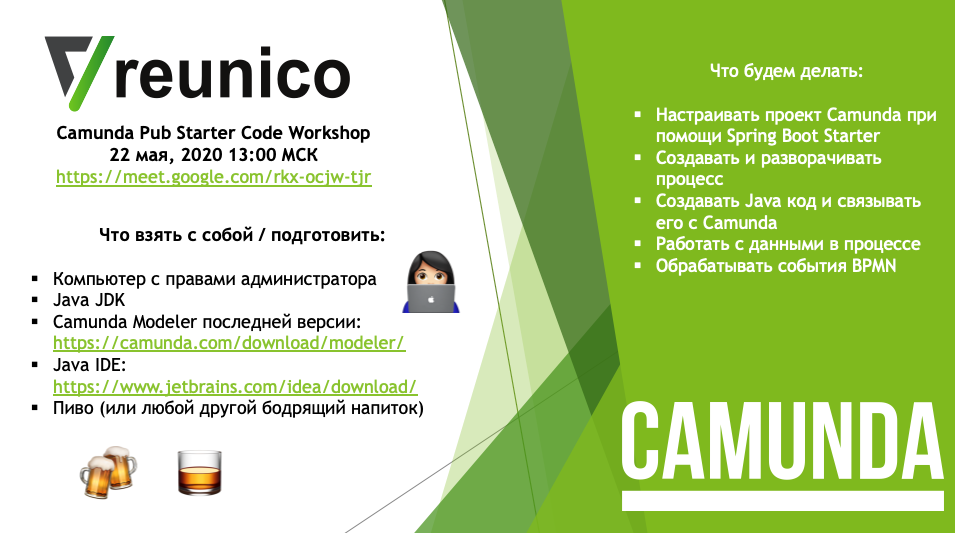 reunico
Camunda Pub Starter Code Workshop
22 мая, 2020 13:00 МСК
https://meet.google.com/rkx-ocjw-tjr
Что взять с собой / подготовить:
▪ Компьютер с правами администратора
▪ Java JDK
▪ Camunda Modeler последней версии:
https://camunda.com/download/modeler/
▪ Java IDE:
https://www.jetbrains.com/idea/download/
▪ Пиво (или любой другой бодрящий напиток)
Что будем делать:
▪ Настраивать проект Camunda при
помощи Spring Boot Starter
▪ Создавать и разворачивать
процесс
▪ Создавать Java код и связывать
его с Camunda
▪ Работать с данными в процессе
▪ Обрабатывать события BPMN
CAMUNDA